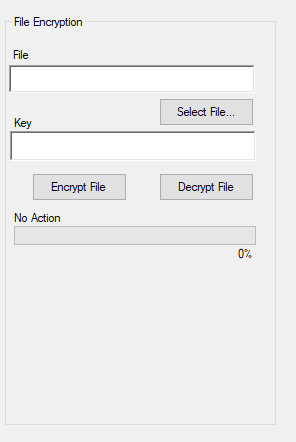 File Encryption
File
Select File...
Key
Encrypt File
Decrypt File
No Action
0%